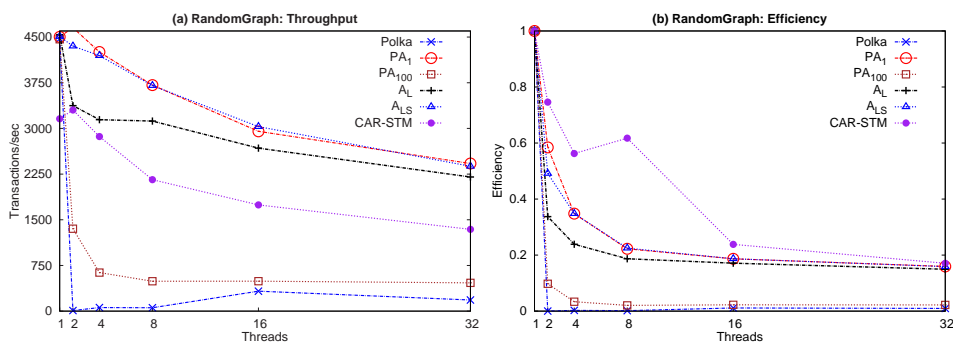 (a) RandomGraph: Throughput
4500
3750
3000
2250
1500
750
0
Transactions/sec
Polka
PA1
PA100
AL
ALS
CAR-STM
1 2 4 8 16 32
Threads
(b) RandomGraph: Efficiency
1
0.8
0.6
0.4
0.2
0
Efficiency
Polka
PA1
PA100
AL
ALS
CAR-STM
1 2 4 8 16 32
Threads